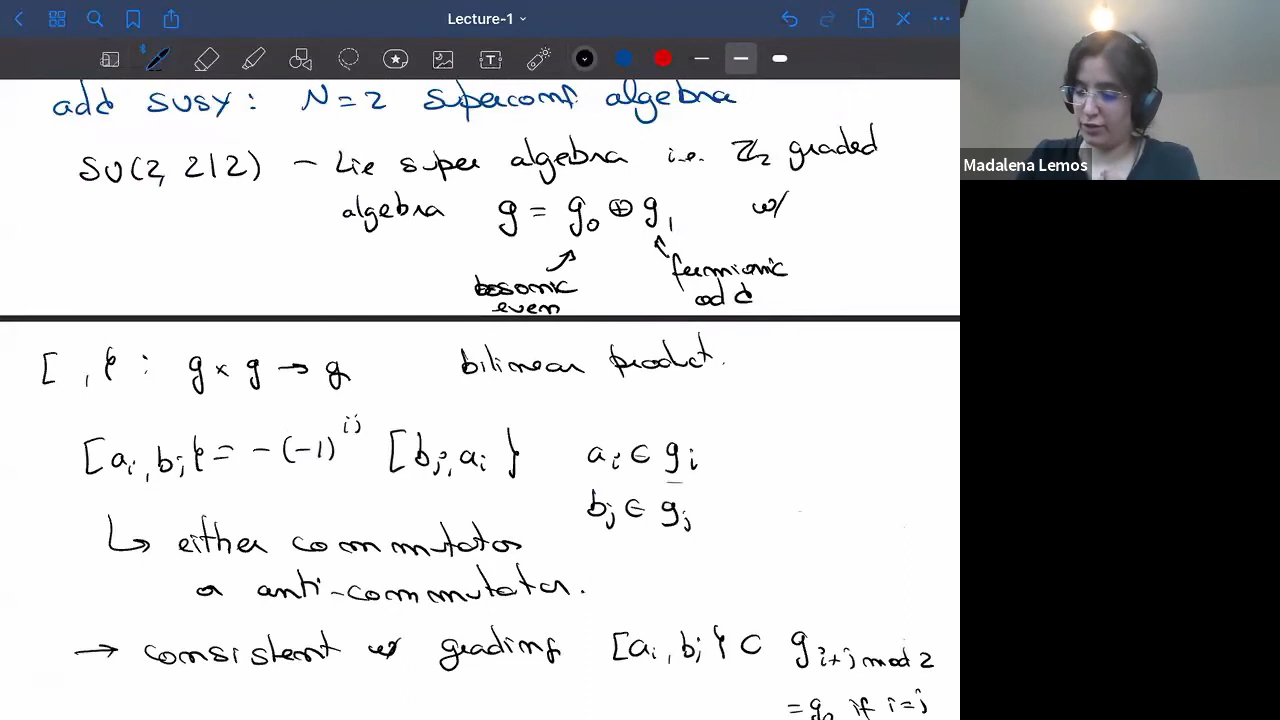 Lecture-1
add SUSY: N=2 superconf. algebra
SU(2,2|2) – Lie super algebra i.e. ℤ₂ graded
algebra g = g₀ ⊕ g₁ w/
bosonic even
fermionic odd
[ , } : g × g → g bilinear product.
[aᵢ, bⱼ} = -(-1)^{ij} [bⱼ, aᵢ} aᵢ ∈ gᵢ
bⱼ ∈ gⱼ
↳ either commutator
or anti-commutator.
→ consistent w/ grading [aᵢ, bⱼ} ⊂ g_{i+j mod 2}
= g₀ if i=j
Madalena Lemos